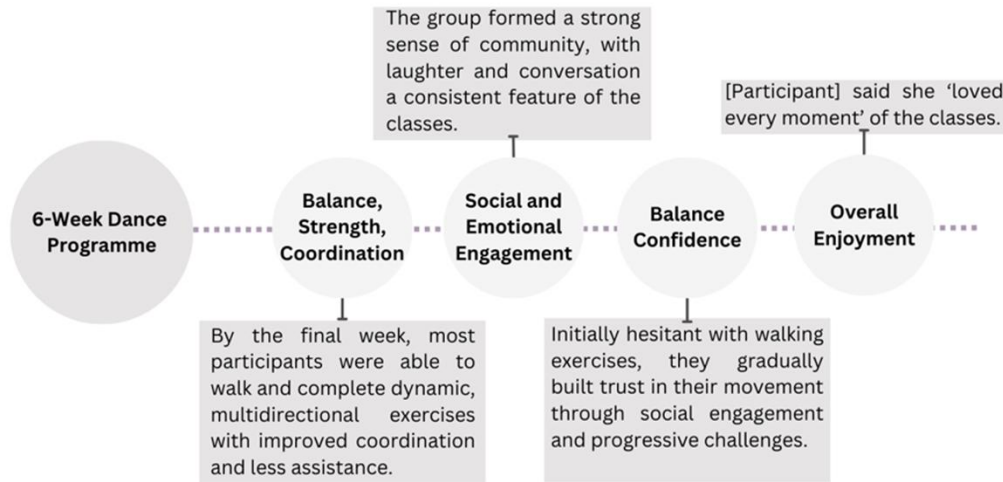 The group formed a strong
sense of community, with
laughter and conversation
a consistent feature of the
classes.
[Participant] said she ‘loved
every moment’ of the classes.
6-Week Dance
Programme
Balance,
Strength,
Coordination
Social and
Emotional
Engagement
Balance
Confidence
Overall
Enjoyment
By the final week, most
participants were able to
walk and complete dynamic,
multidirectional exercises
with improved coordination
and less assistance.
Initially hesitant with walking
exercises, they gradually
built trust in their movement
through social engagement
and progressive challenges.